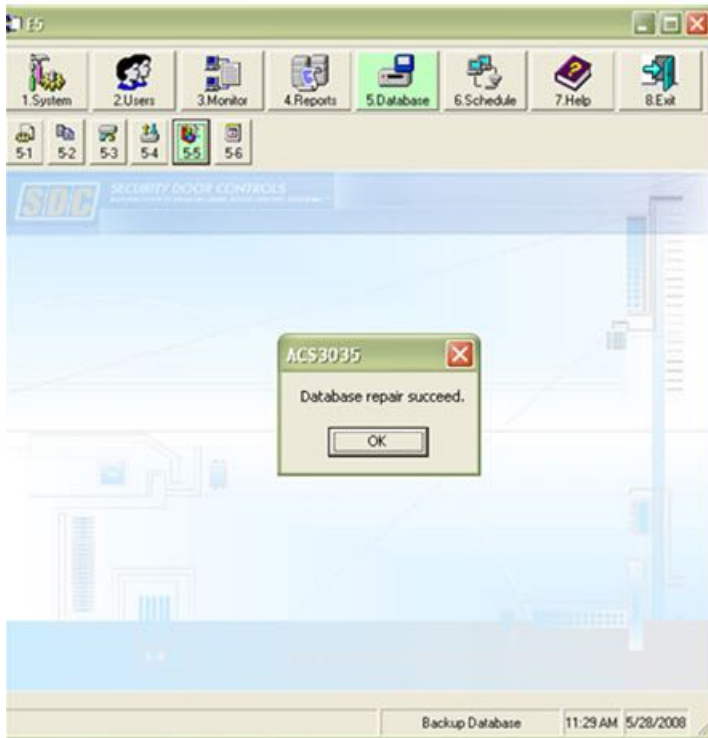 E5
1.System 2.Users 3.Monitor 4.Reports 5.Database 6.Schedule 7.Help 8.Exit
5-1 5-2 5-3 5-4 5-5 5-6
SDC SECURITY DOOR CONTROLS
ACS3035
Database repair succeed.
OK
Backup Database 11:29 AM 5/28/2008